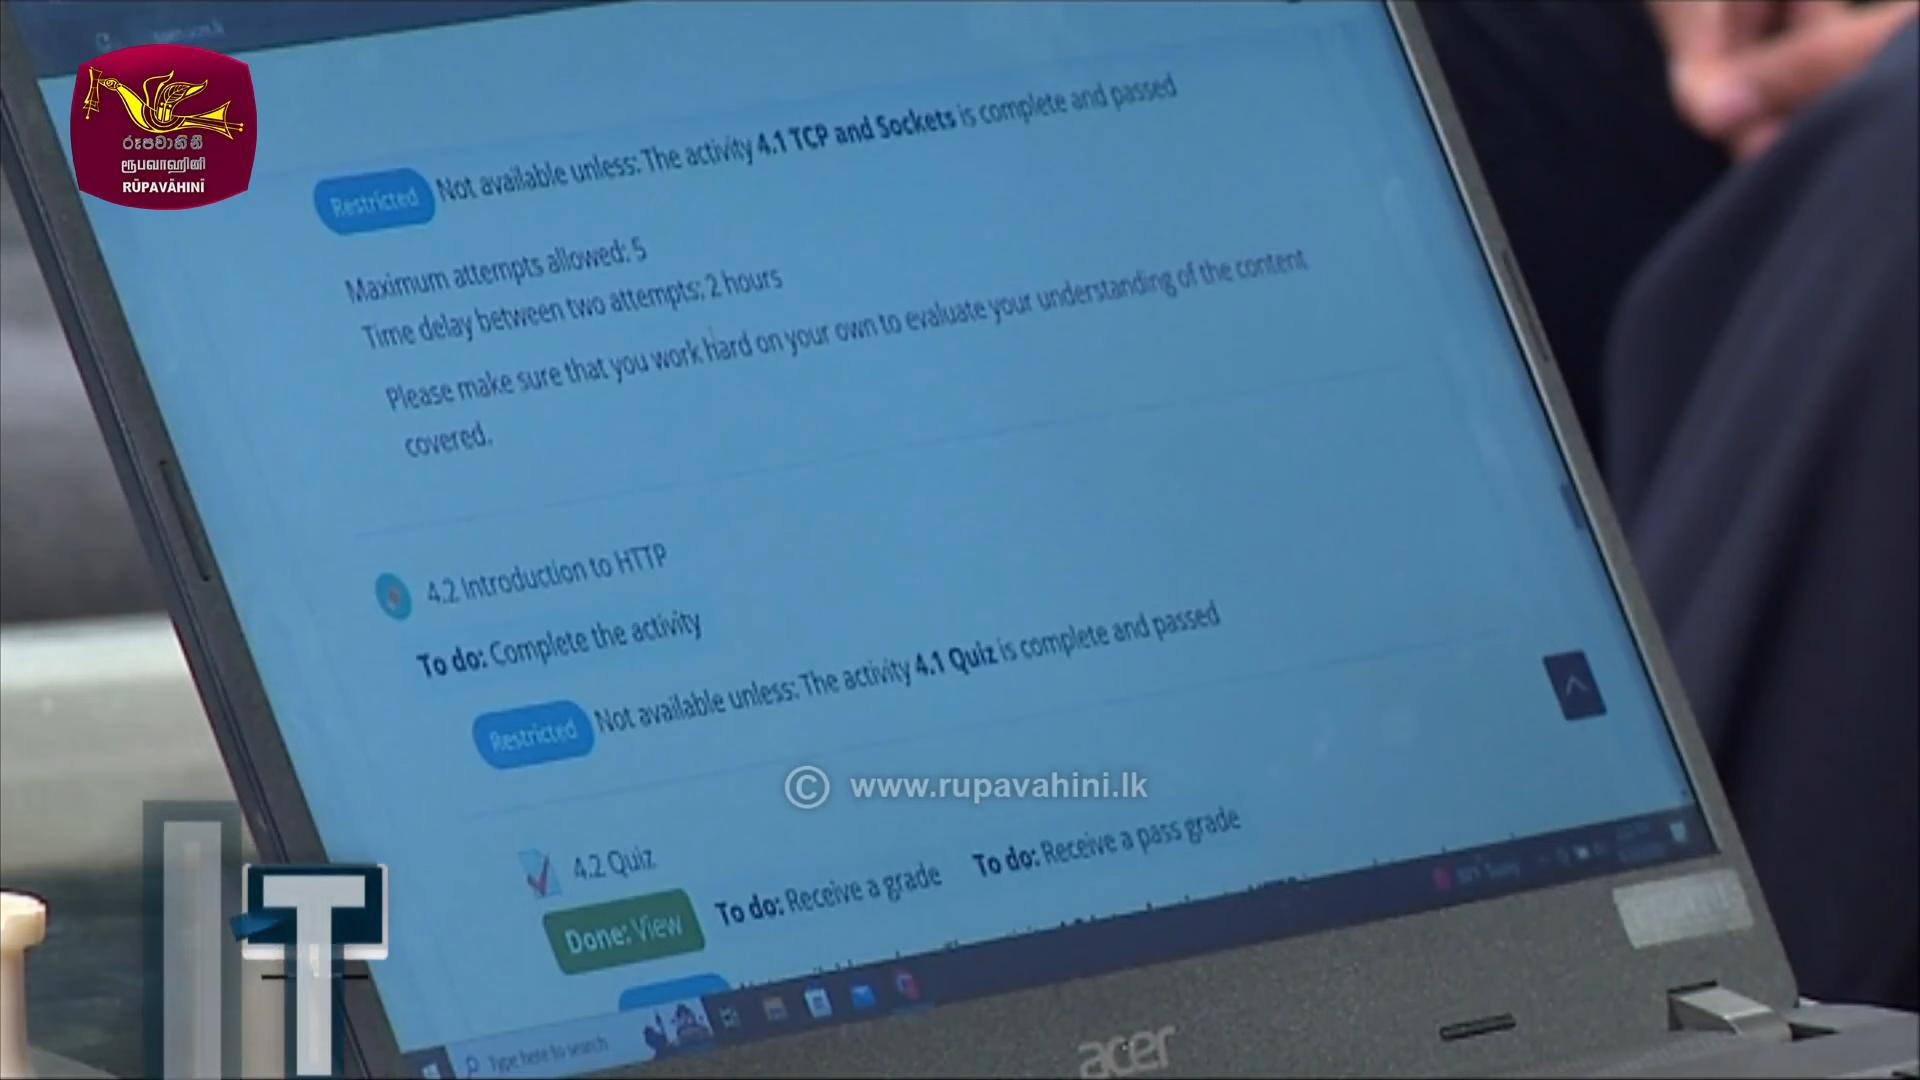 රූපවාහිනී
ரூபவாஹினி
RŪPAVĀHINĪ
Restricted Not available unless: The activity 4.1 TCP and Sockets is complete and passed
Maximum attempts allowed: 5
Time delay between two attempts: 2 hours
Please make sure that you work hard on your own to evaluate your understanding of the content
covered.
4.2 Introduction to HTTP
To do: Complete the activity
Restricted Not available unless: The activity 4.1 Quiz is complete and passed
© www.rupavahini.lk
4.2 Quiz
Done: View To do: Receive a grade To do: Receive a pass grade
Type here to search
acer
IT